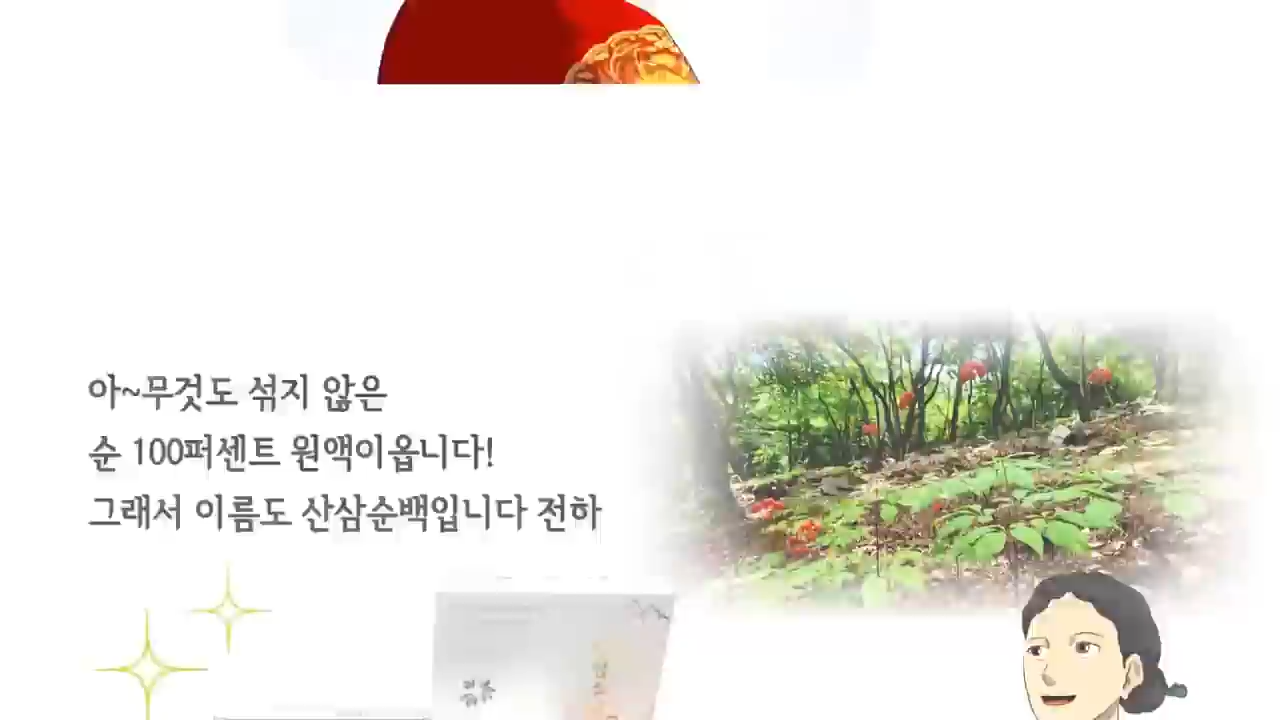 아~무것도 섞지 않은
순 100퍼센트 원액이옵니다!
그래서 이름도 산삼순백입니다 전하